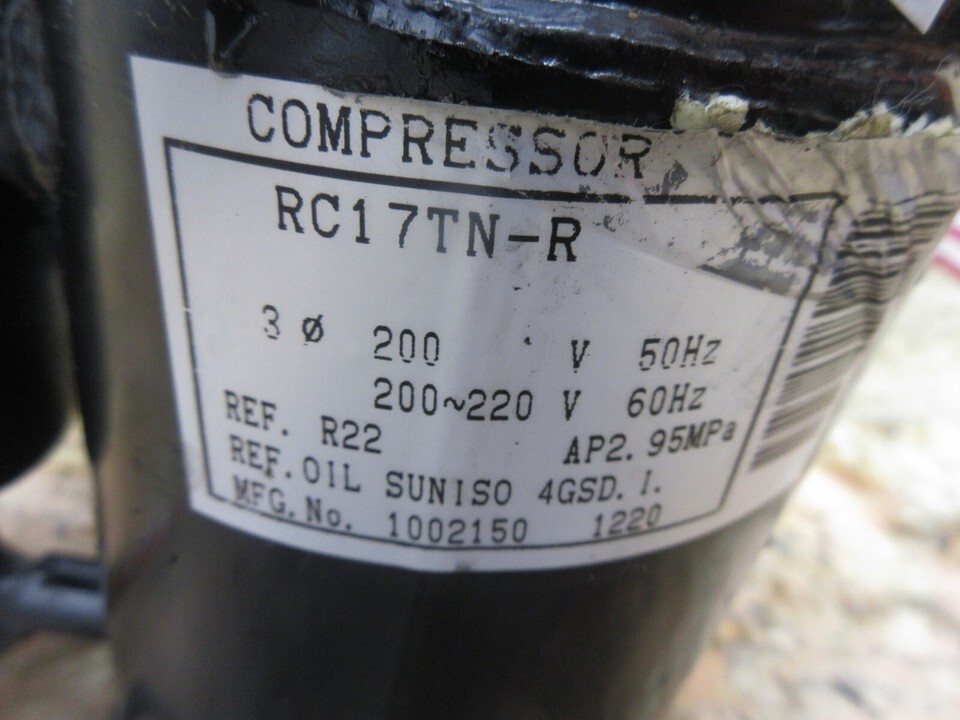 COMPRESSOR
RC17TN-R
3 ø 200 V 50Hz
200~220 V 60Hz
REF. R22 AP2.95MPa
REF.OIL SUNISO 4GSD.I.
MFG.No. 1002150 1220